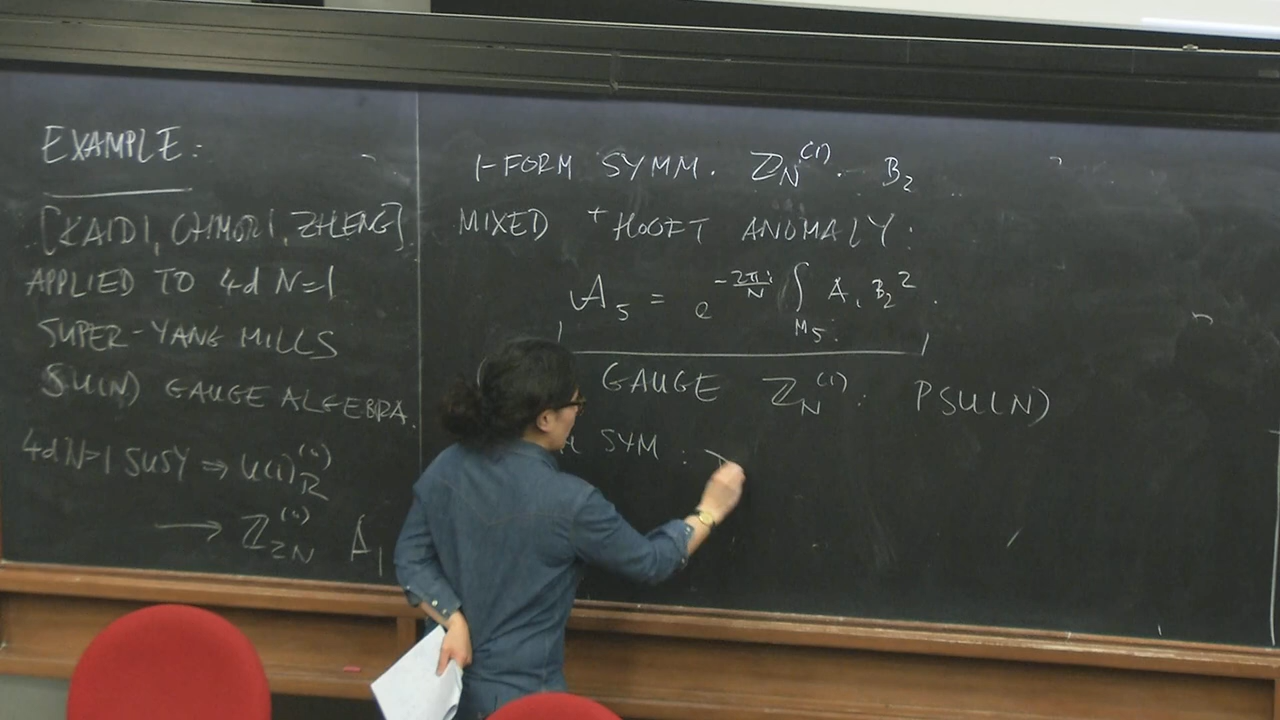 EXAMPLE:
[KAIDI, OHMORI, ZHENG]
APPLIED TO 4d N=1
SUPER-YANG MILLS
SU(N) GAUGE ALGEBRA.
4d N=1 SUSY ⇒ U(1)_R^(0)
→ ℤ_2N^(0) A_1
1-FORM SYMM. ℤ_N^(1). B_2
MIXED 'T HOOFT ANOMALY:
A_5 = e^{-2πi/N ∫_{M_5} A_1 B_2^2}.
GAUGE ℤ_N^(1): PSU(N)
SYM: